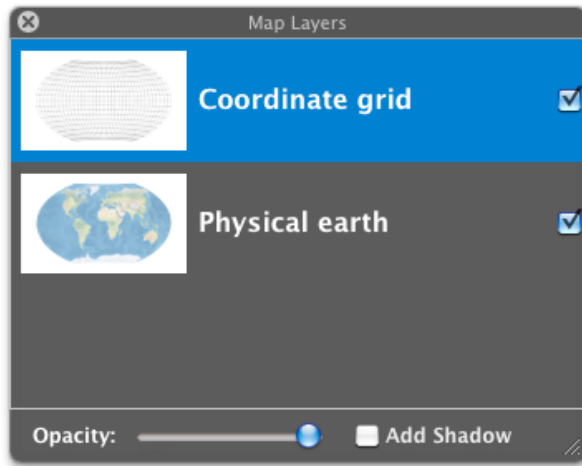 Map Layers
Coordinate grid
Physical earth
Opacity: Add Shadow